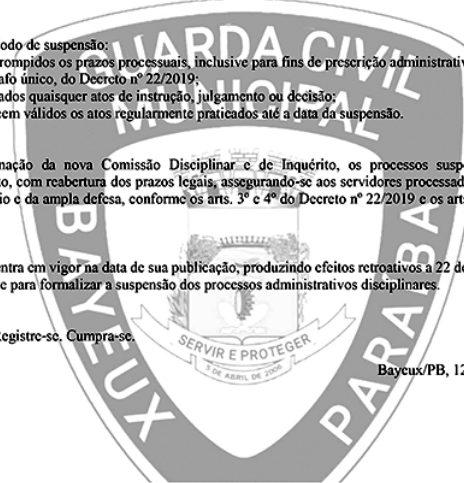 odo de suspensão:
rompidos os prazos processuais, inclusive para fins de prescrição administrativ
afo único, do Decreto nº 22/2019;
ados quaisquer atos de instrução, julgamento ou decisão;
em válidos os atos regularmente praticados até a data da suspensão.
nação da nova Comissão Disciplinar e de Inquérito, os processos susp
o, com reabertura dos prazos legais, assegurando-se aos servidores processad
io e da ampla defesa, conforme os arts. 3º e 4º do Decreto nº 22/2019 e os arts
ntra em vigor na data de sua publicação, produzindo efeitos retroativos a 22 de
e para formalizar a suspensão dos processos administrativos disciplinares.
Registre-se. Cumpra-se.
Bayeux/PB, 12
GUARDA CIVIL
MUNICIPAL
BAYEUX
PARAÍBA
SERVIR E PROTEGER
5 DE ABRIL DE 2006